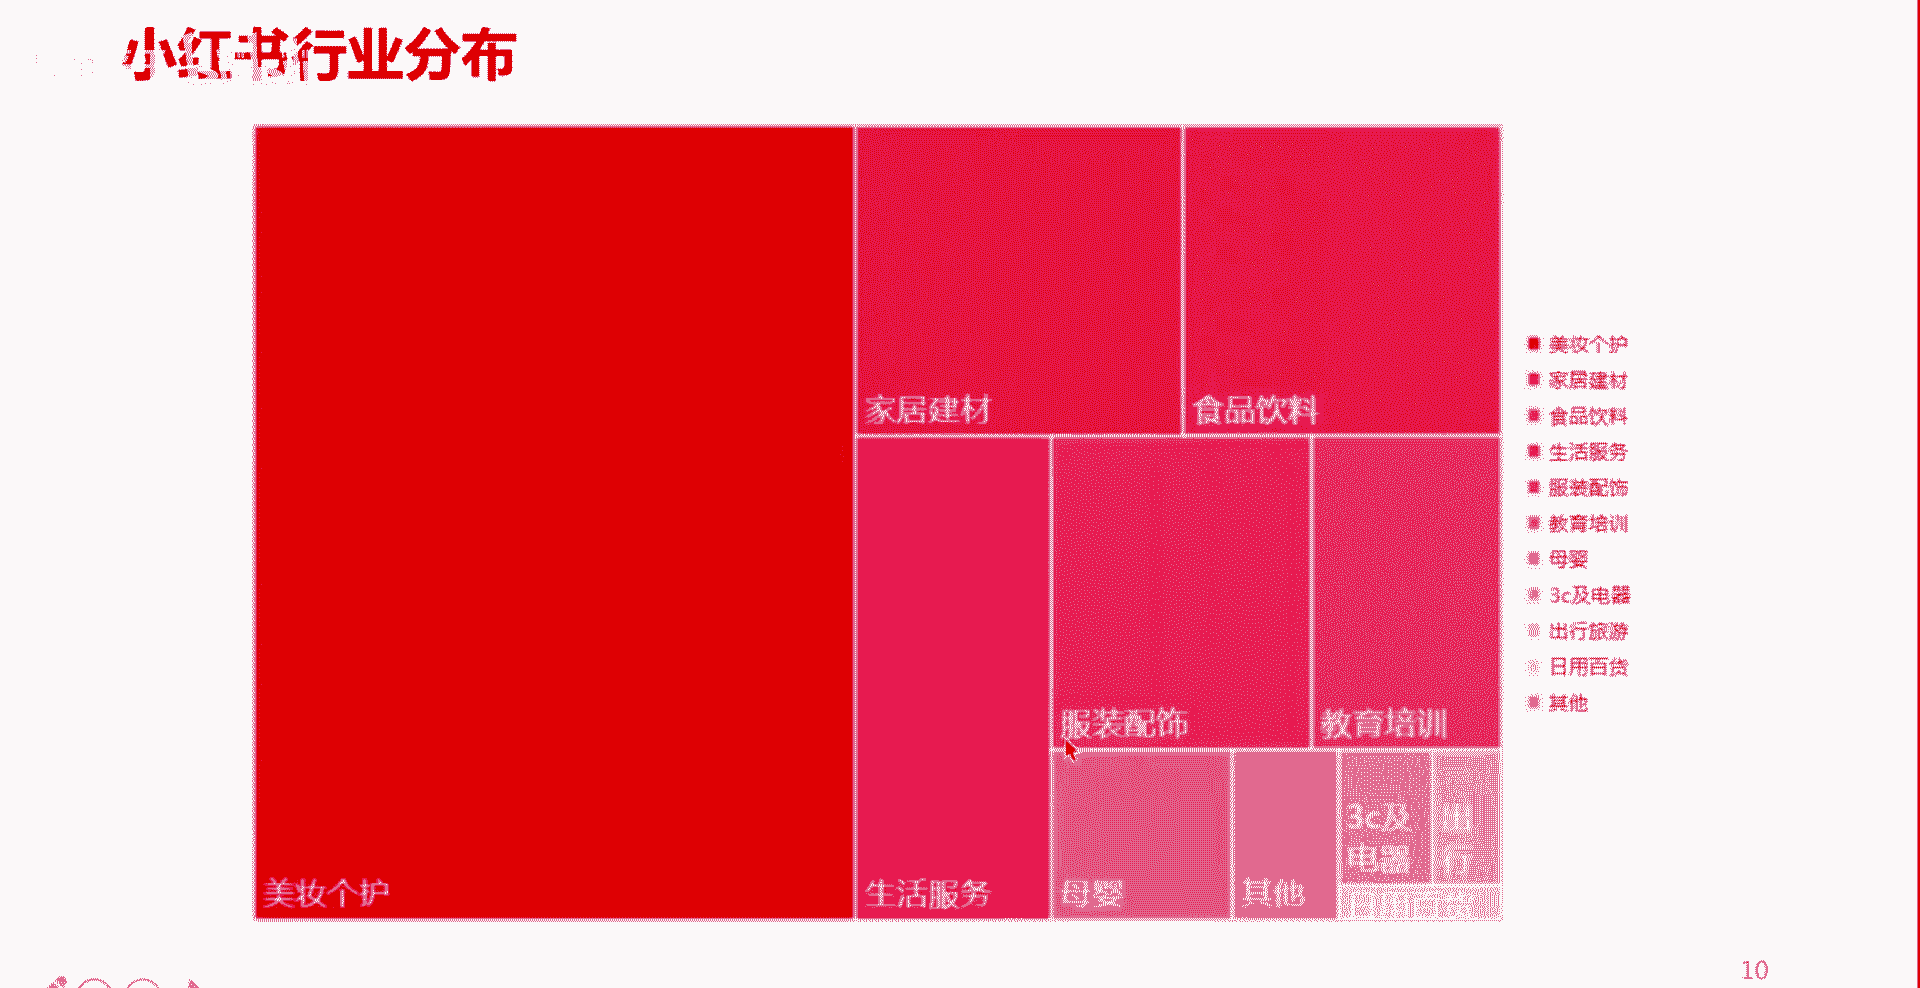 小红书行业分布
家居建材
食品饮料
服装配饰
教育培训
3c及
电器
出
行
美妆个护
生活服务
母婴
其他
美妆个护
家居建材
食品饮料
生活服务
服装配饰
教育培训
母婴
3c及电器
出行旅游
日用百货
其他
10